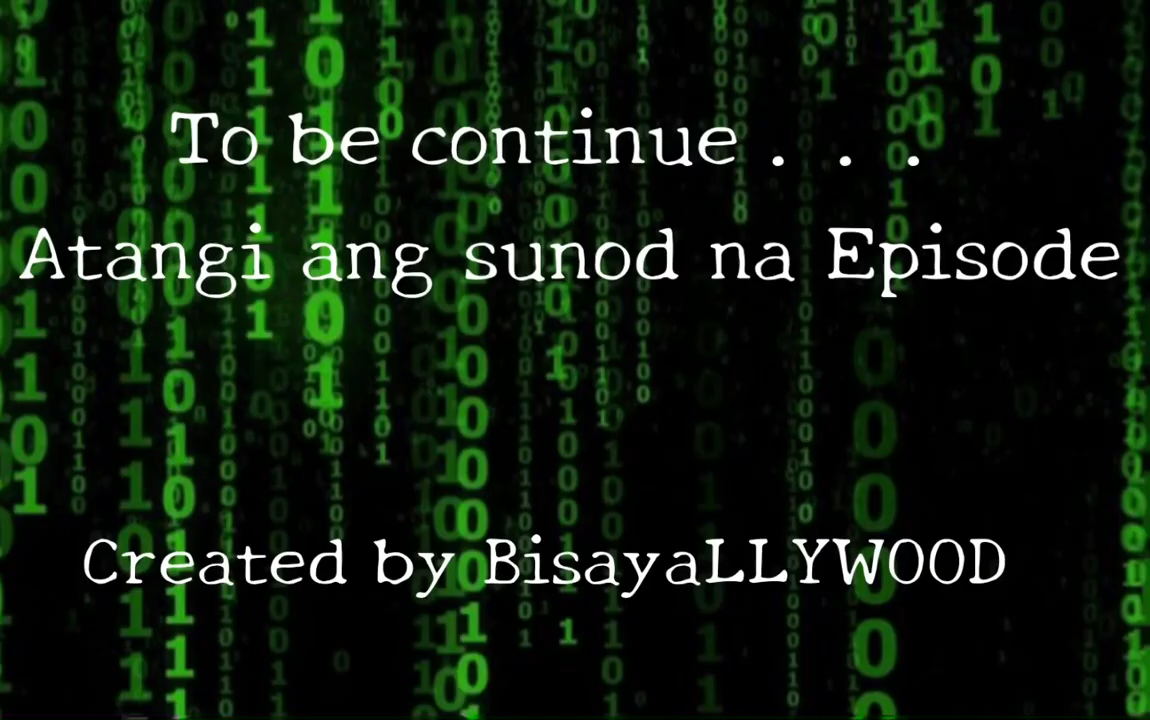 To be continue . . .
Atangi ang sunod na Episode
Created by BisayaLLYWOOD